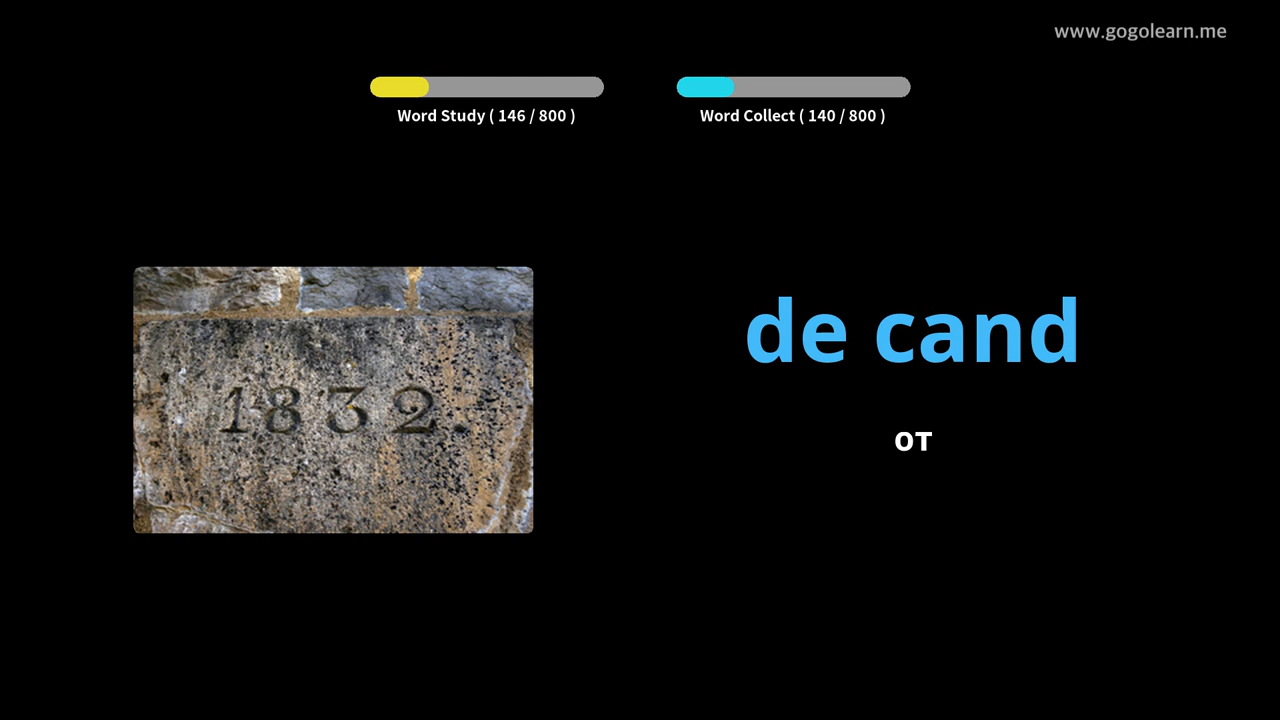 www.gogolearn.me
Word Study ( 146 / 800 )
Word Collect ( 140 / 800 )
1832.
de cand
от